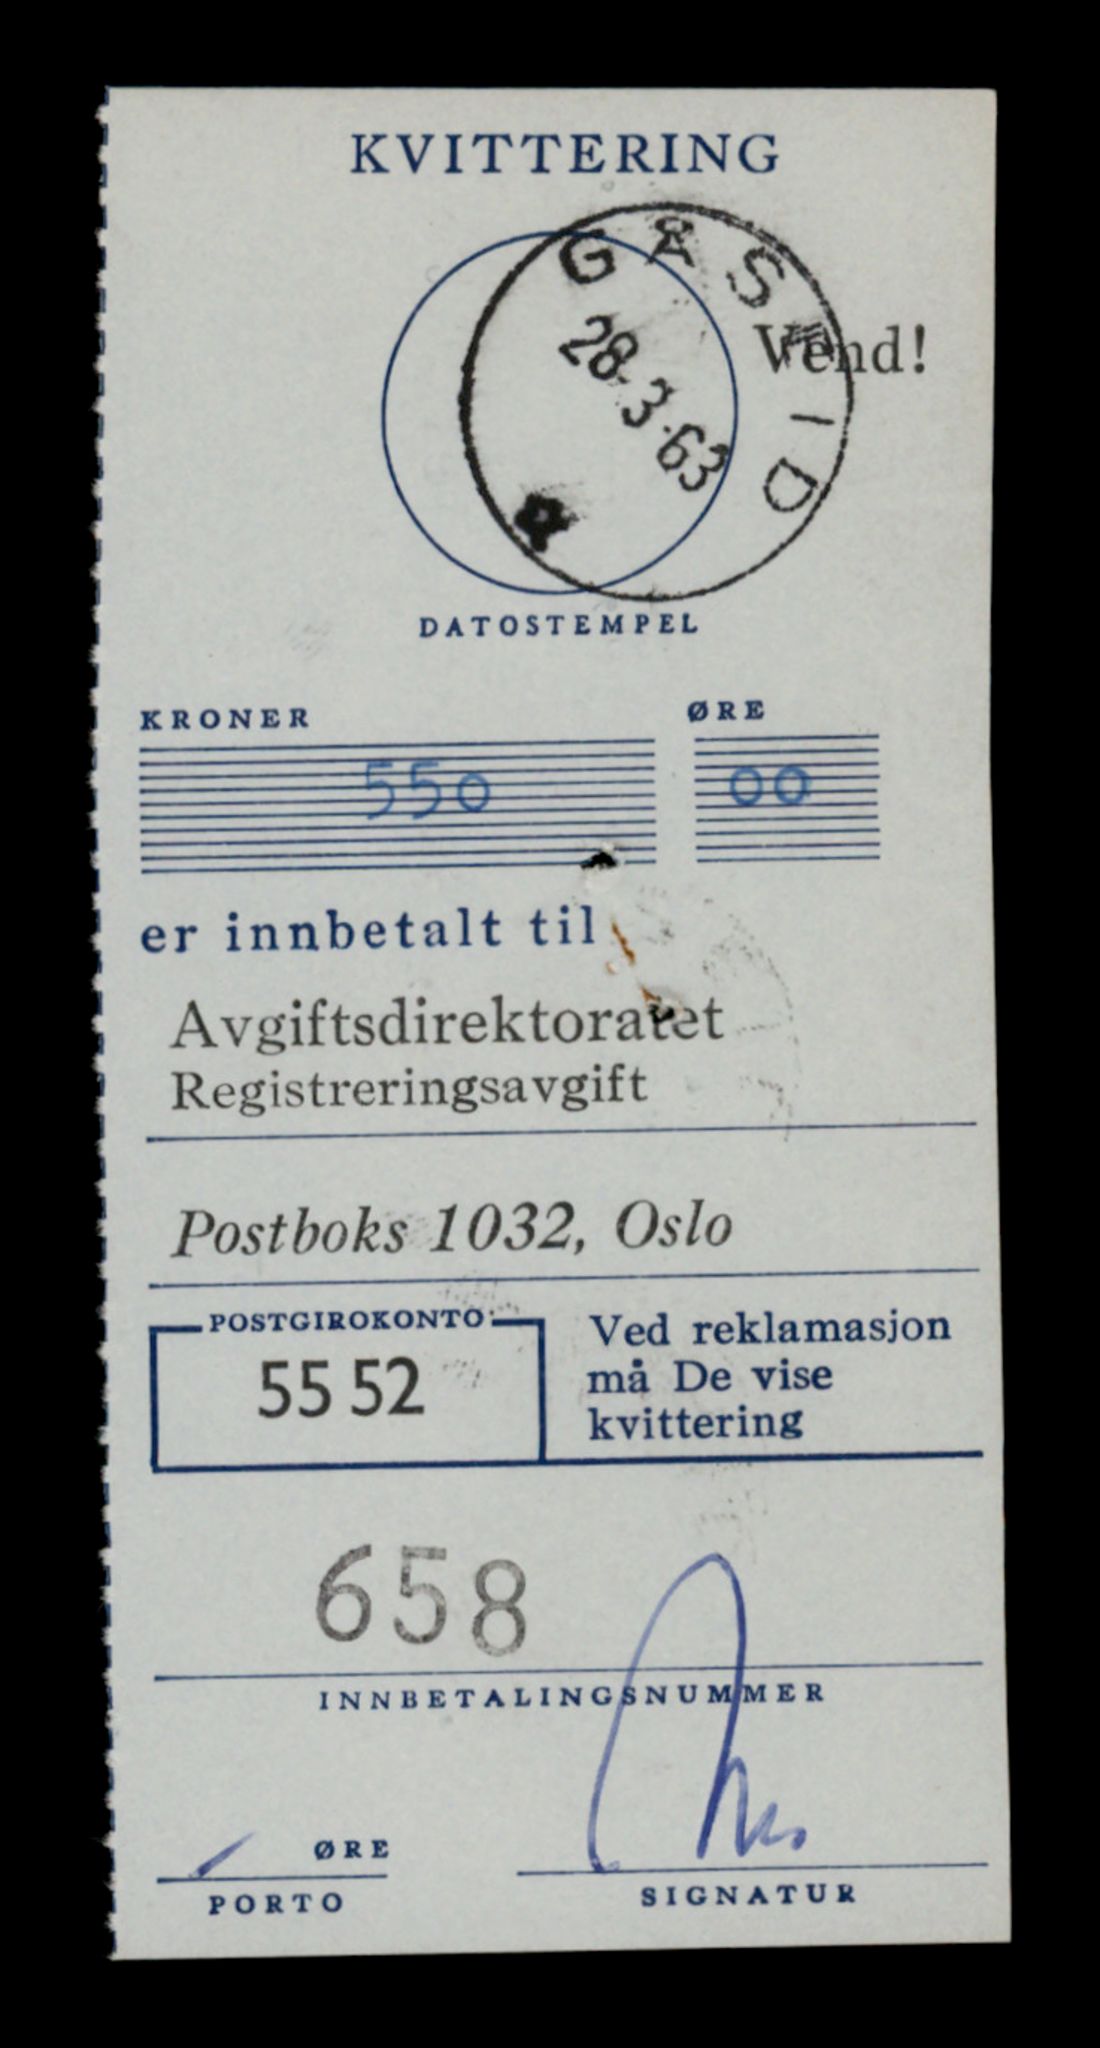 KVITTERING
GÅSEID
28.3.63
Vend!
DATOSTEMPEL
KRONER ØRE
550 00
er innbetalt til
Avgiftsdirektoratet
Registreringsavgift
Postboks 1032, Oslo
POSTGIROKONTO
55 52
Ved reklamasjon
må De vise
kvittering
658
INNBETALINGSNUMMER
ØRE
PORTO
SIGNATUR